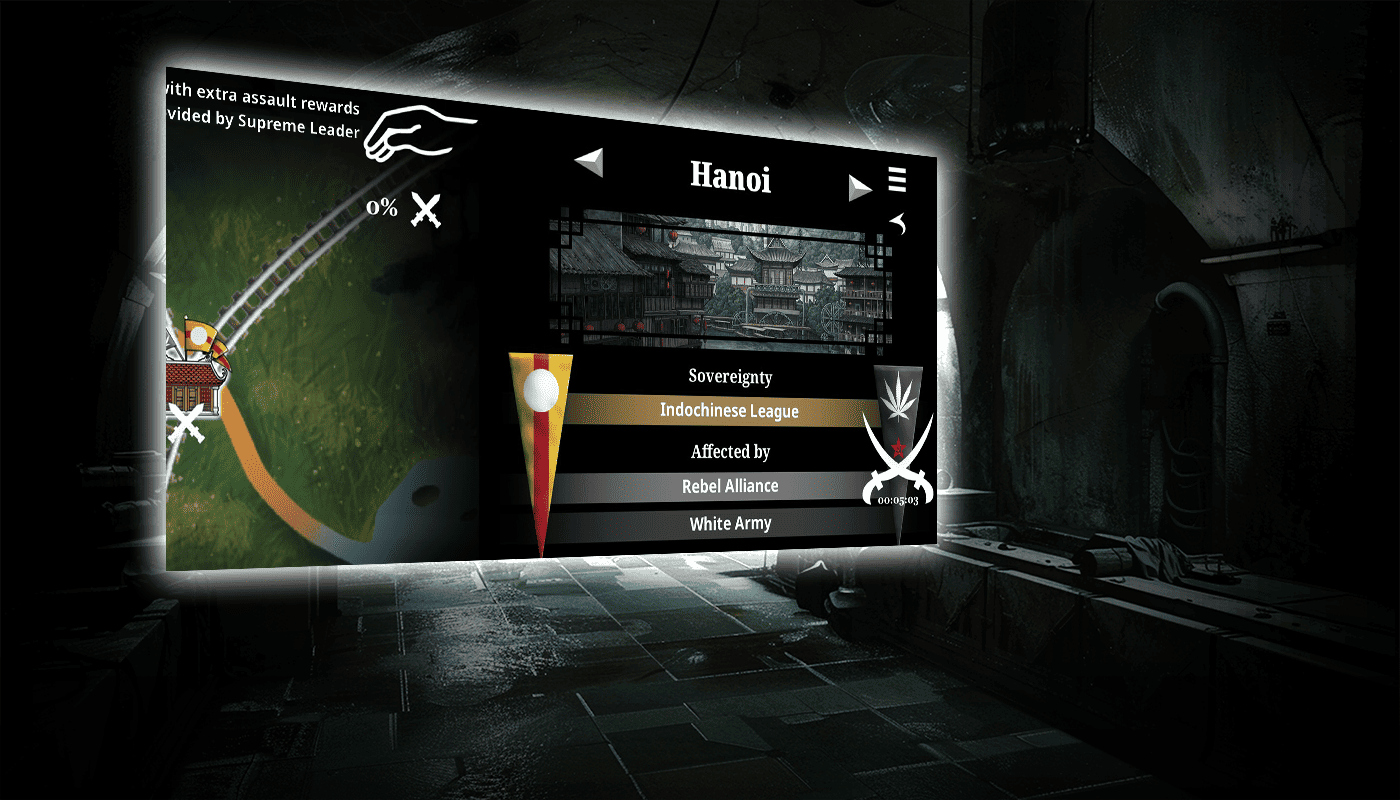 with extra assault rewards
vided by Supreme Leader
0%
Hanoi
Sovereignty
Indochinese League
Affected by
Rebel Alliance
00:05:03
White Army